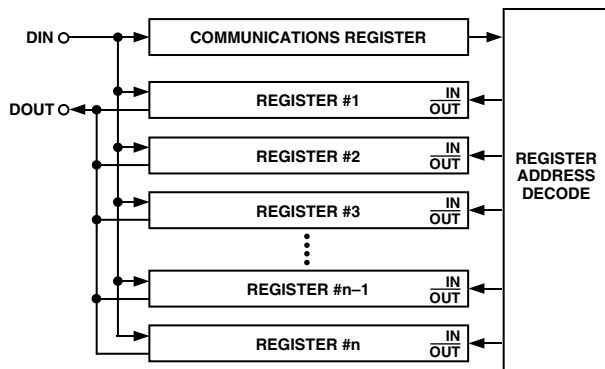 DIN
COMMUNICATIONS REGISTER
DOUT
REGISTER #1
IN
OUT
REGISTER #2
IN
OUT
REGISTER #3
IN
OUT
REGISTER #n–1
IN
OUT
REGISTER #n
IN
OUT
REGISTER
ADDRESS
DECODE